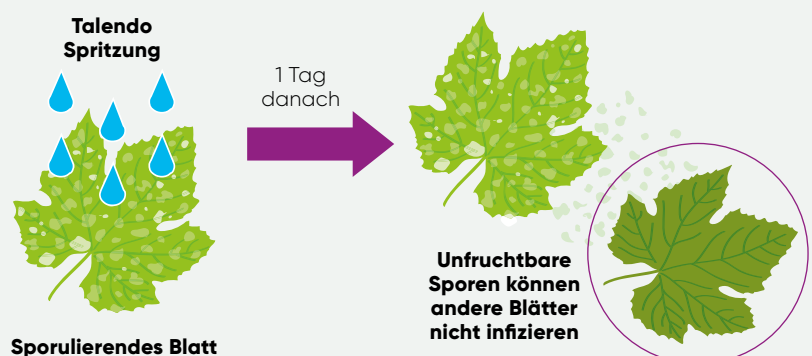 Talendo
Spritzung
1 Tag
danach
Sporulierendes Blatt
Unfruchtbare
Sporen können
andere Blätter
nicht infizieren